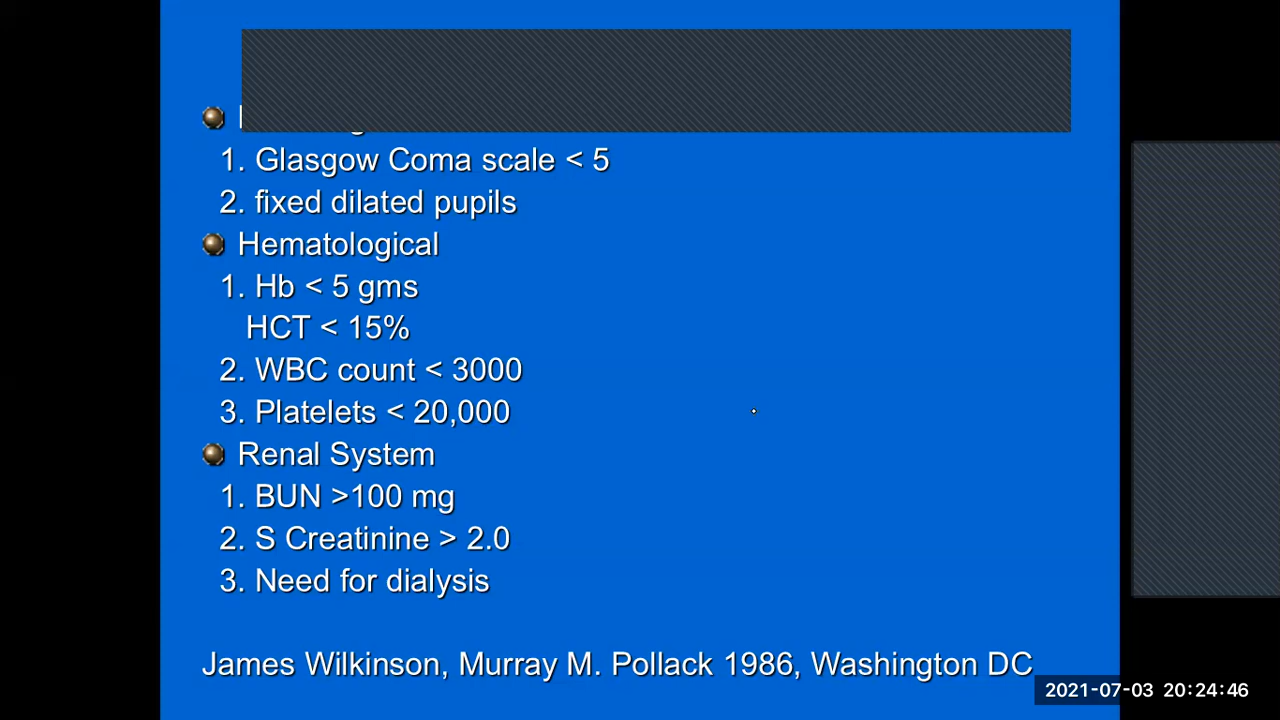 1. Glasgow Coma scale < 5
2. fixed dilated pupils
Hematological
1. Hb < 5 gms
HCT < 15%
2. WBC count < 3000
3. Platelets < 20,000
Renal System
1. BUN >100 mg
2. S Creatinine > 2.0
3. Need for dialysis
James Wilkinson, Murray M. Pollack 1986, Washington DC
2021-07-03 20:24:46